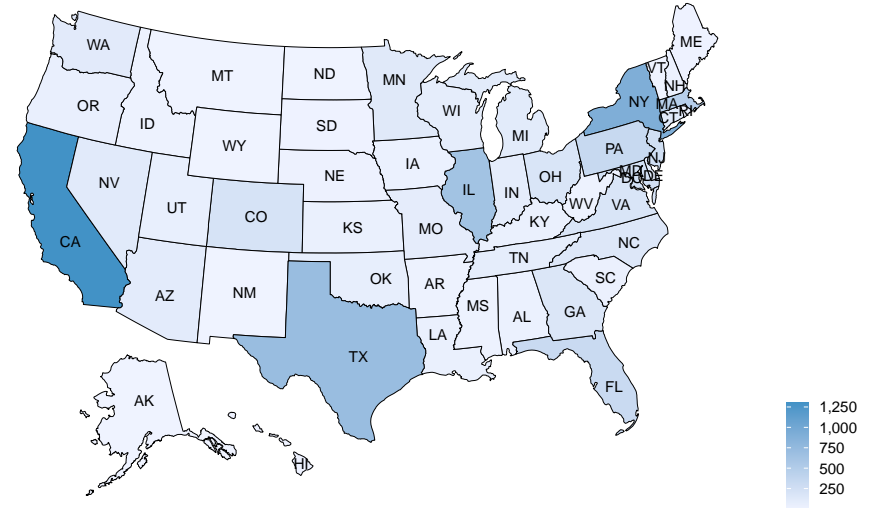 ME
WA
VT
MT
ND
MN
NH
OR
NY
MA
RI
WI
CT
ID
SD
MI
WY
PA
NJ
IA
MD
DE
NE
OH
DC
NV
IL
IN
UT
WV
VA
CO
KS
MO
KY
CA
NC
TN
OK
SC
AZ
NM
AR
MS
GA
AL
LA
TX
FL
AK
HI
1,250
1,000
750
500
250